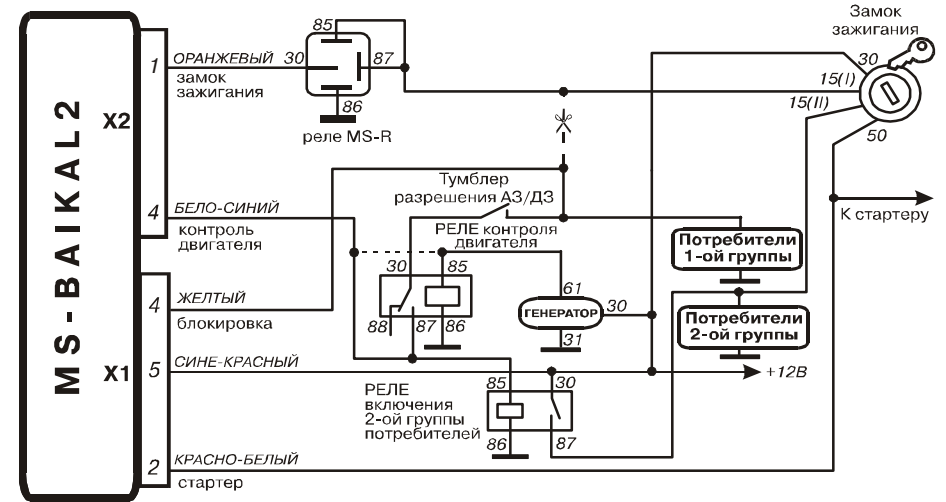 MS-BAIKAL2
X2
1
ОРАНЖЕВЫЙ
замок
зажигания
85
30
87
86
реле MS-R
Замок
зажигания
30
15(I)
15(II)
50
К стартеру
4
БЕЛО-СИНИЙ
контроль
двигателя
Тумблер
разрешения АЗ/ДЗ
РЕЛЕ контроля
двигателя
30
85
88
87
86
61
ГЕНЕРАТОР
30
31
Потребители
1-ой группы
Потребители
2-ой группы
X1
4
ЖЕЛТЫЙ
блокировка
5
СИНЕ-КРАСНЫЙ
+12В
РЕЛЕ
включения
2-ой группы
потребителей
85
30
86
87
2
КРАСНО-БЕЛЫЙ
стартер